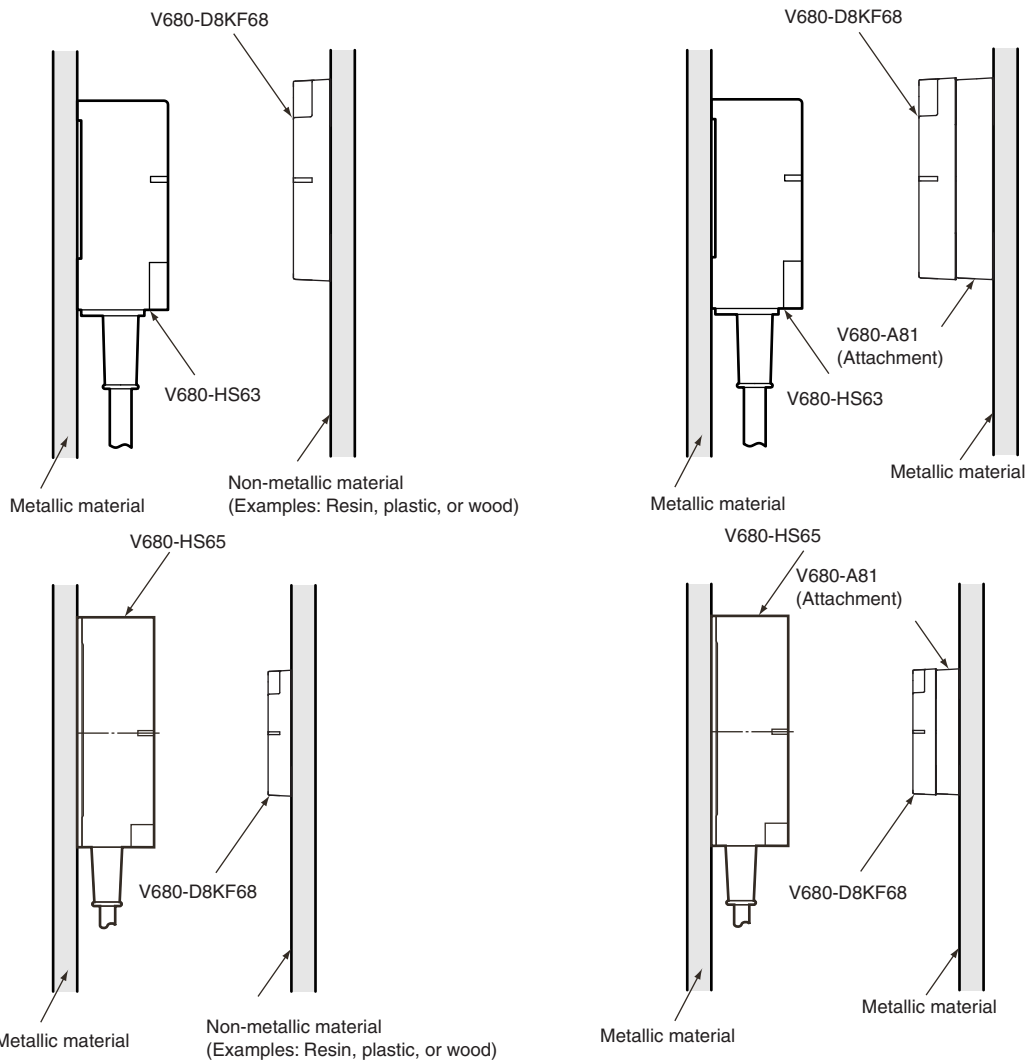 V680-D8KF68
V680-HS63
Metallic material
Non-metallic material
(Examples: Resin, plastic, or wood)
V680-D8KF68
Metallic material
V680-A81
(Attachment)
V680-HS63
Metallic material
Metallic material
V680-HS65
V680-D8KF68
Metallic material
Non-metallic material
(Examples: Resin, plastic, or wood)
V680-HS65
V680-A81
(Attachment)
V680-D8KF68
Metallic material
Metallic material